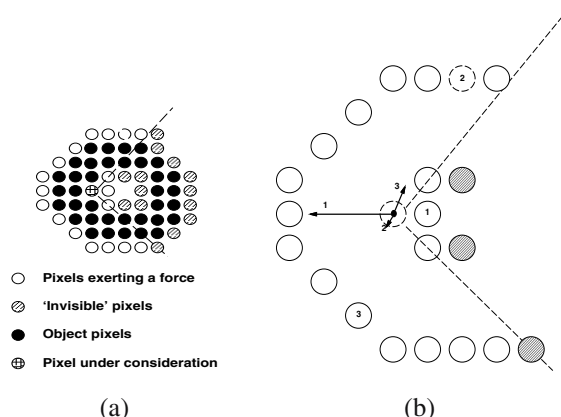 2
3
1
1
2
3
Pixels exerting a force
'Invisible' pixels
Object pixels
Pixel under consideration
(a)
(b)